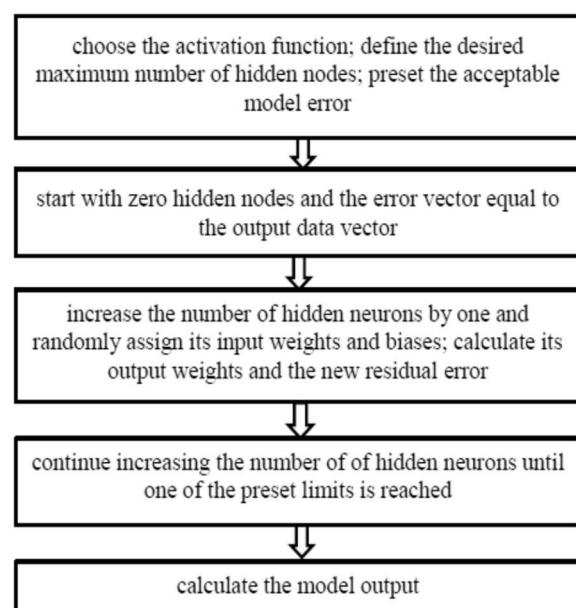 choose the activation function; define the desired
maximum number of hidden nodes; preset the acceptable
model error
start with zero hidden nodes and the error vector equal to
the output data vector
increase the number of hidden neurons by one and
randomly assign its input weights and biases; calculate its
output weights and the new residual error
continue increasing the number of of hidden neurons until
one of the preset limits is reached
calculate the model output